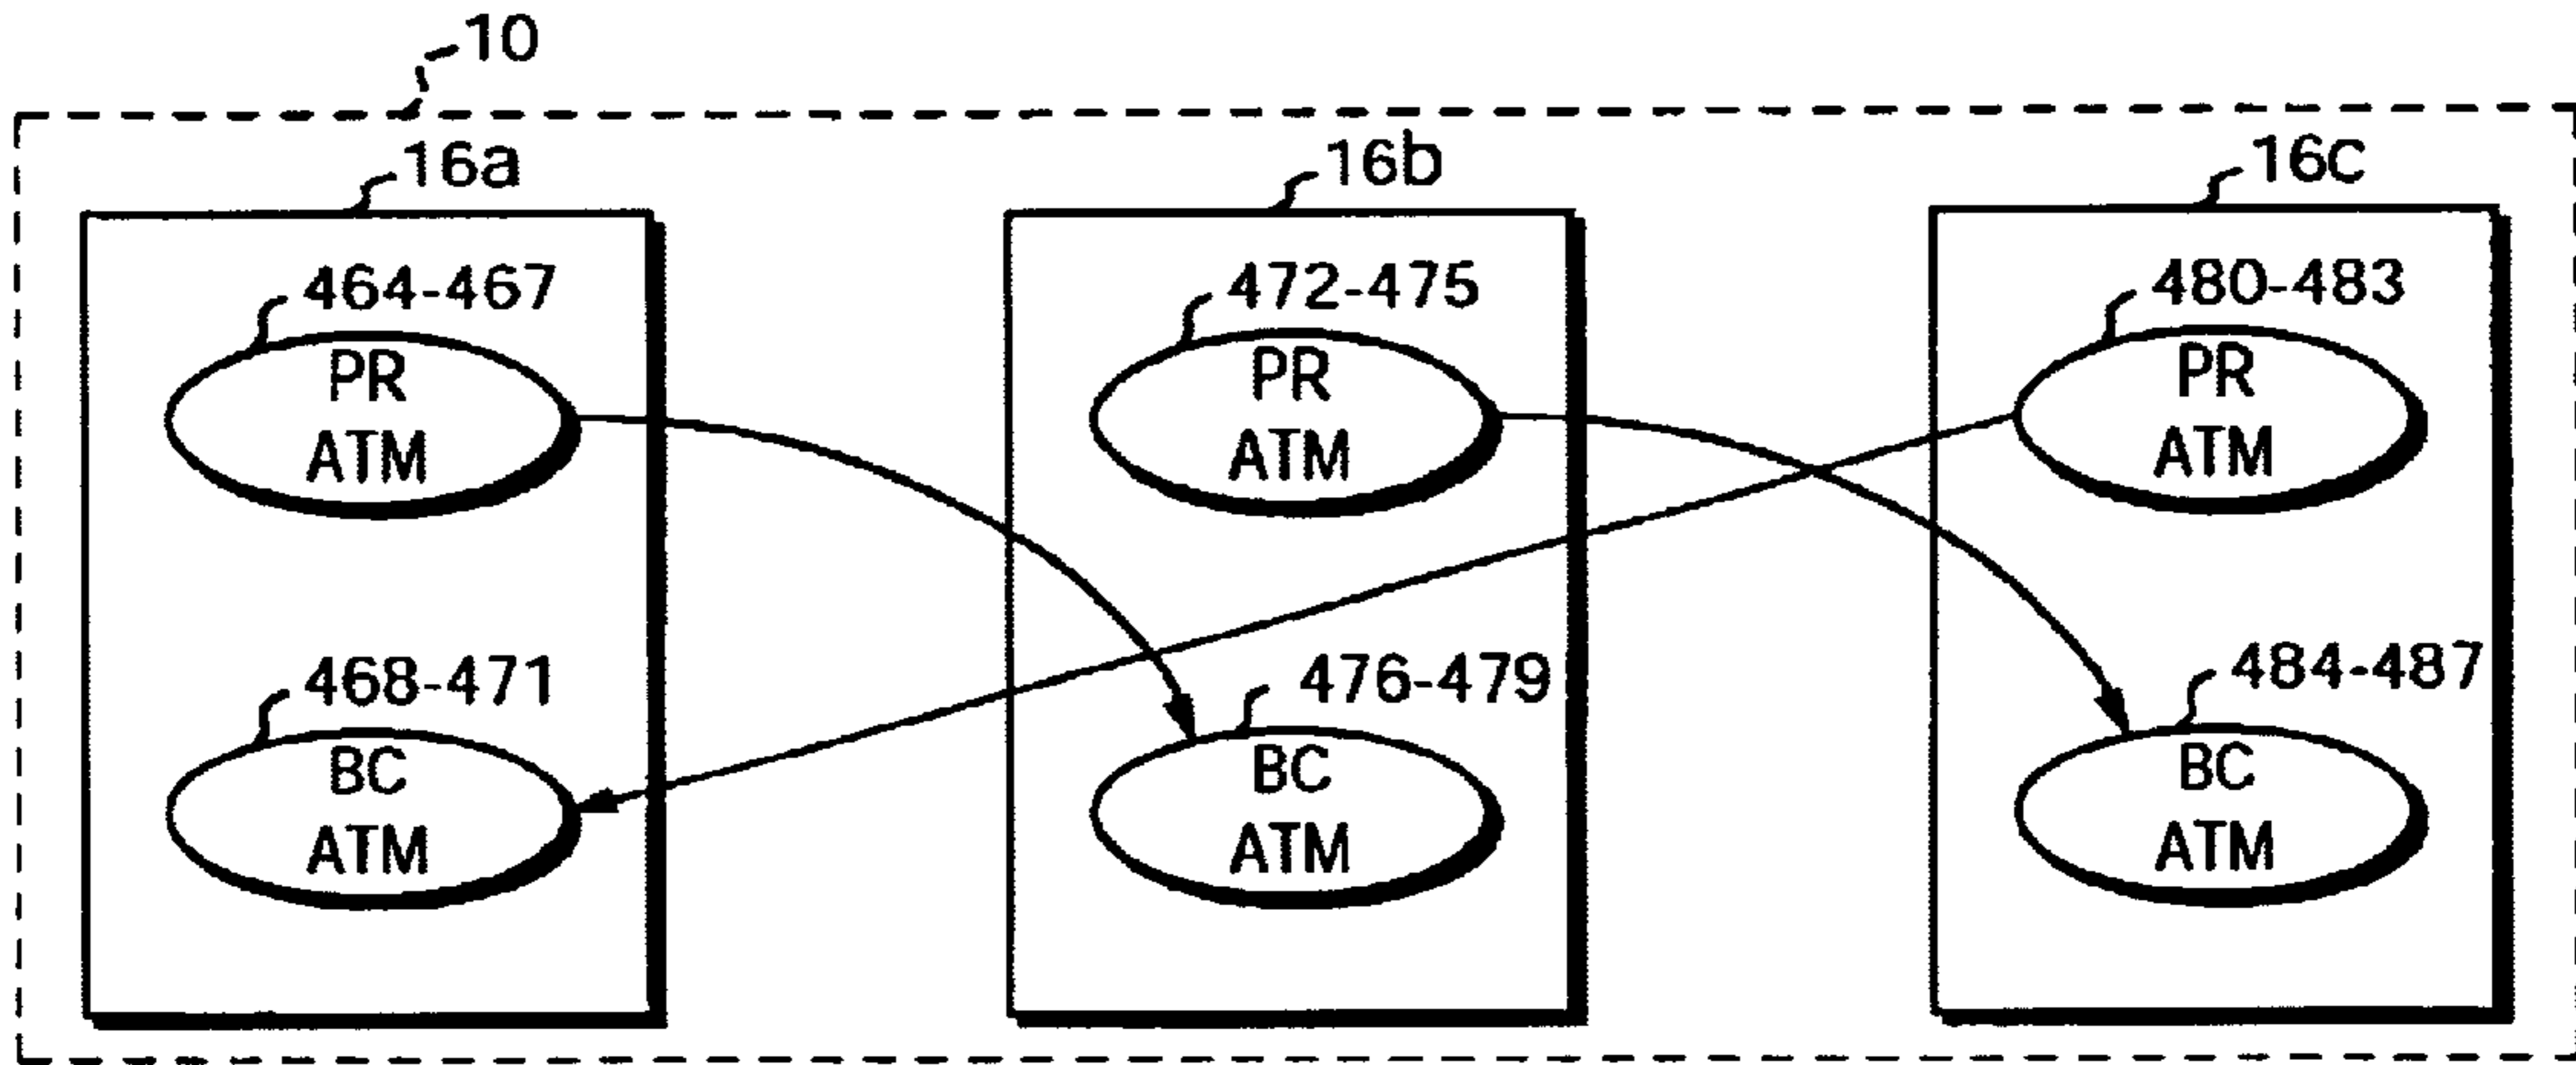 10
16a
16b
16c
464-467
472-475
480-483
PR
ATM
PR
ATM
PR
ATM
468-471
476-479
484-487
BC
ATM
BC
ATM
BC
ATM